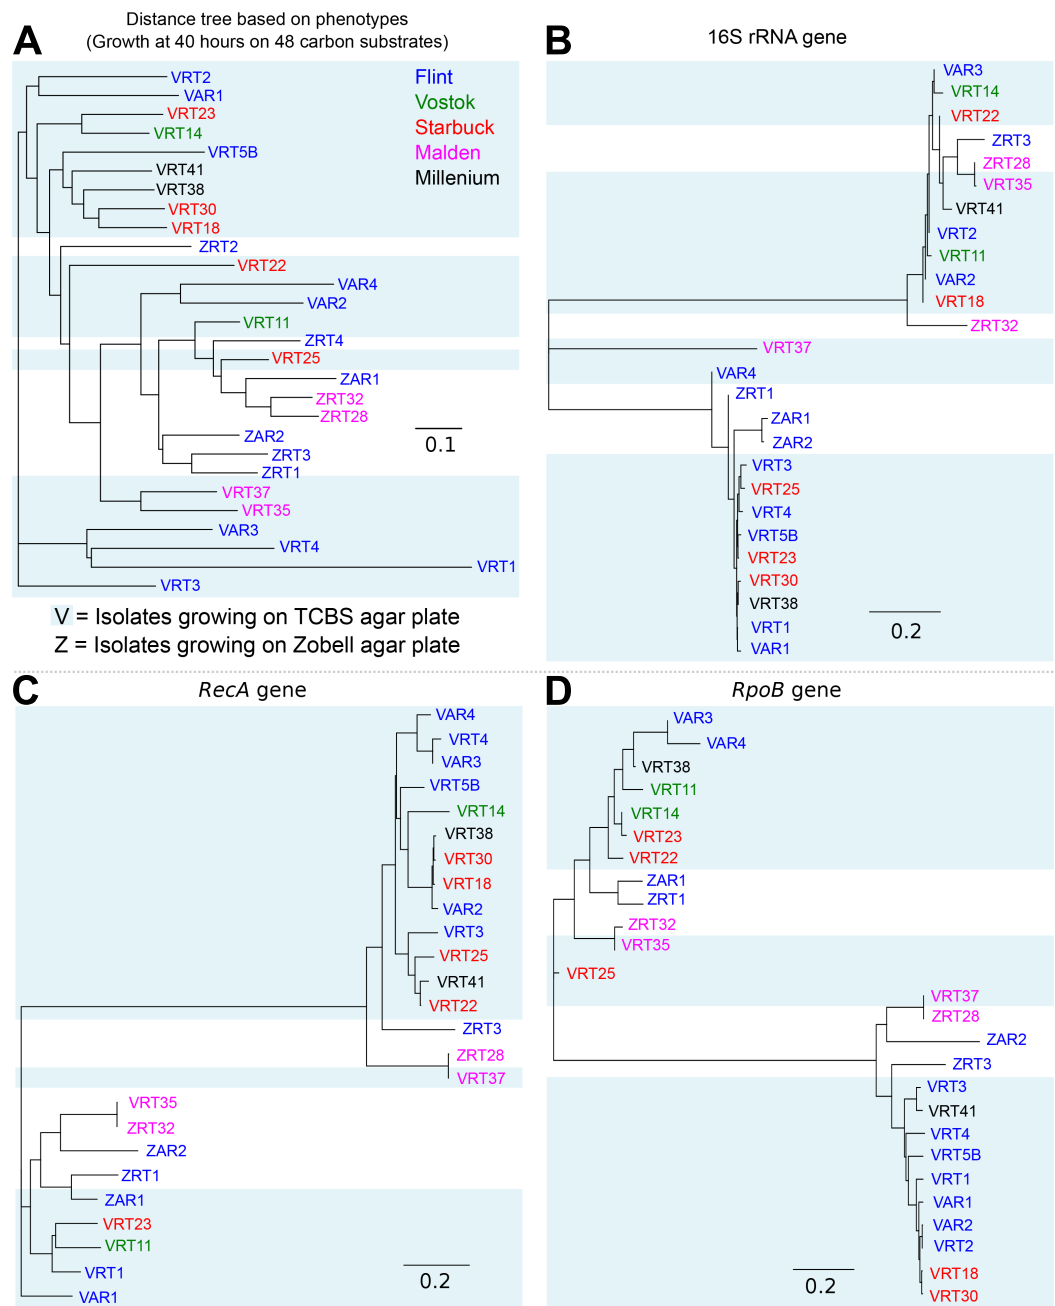 A
Distance tree based on phenotypes
(Growth at 40 hours on 48 carbon substrates)
Flint
Vostok
Starbuck
Malden
Millenium
VRT2
VAR1
VRT23
VRT14
VRT5B
VRT41
VRT38
VRT30
VRT18
ZRT2
VRT22
VAR4
VAR2
VRT11
ZRT4
VRT25
ZAR1
ZRT32
ZRT28
ZAR2
ZRT3
ZRT1
VRT37
VRT35
VAR3
VRT4
VRT1
VRT3
0.1
V = Isolates growing on TCBS agar plate
Z = Isolates growing on Zobell agar plate
B
16S rRNA gene
VAR3
VRT14
VRT22
ZRT3
ZRT28
VRT35
VRT41
VRT2
VRT11
VAR2
VRT18
ZRT32
VRT37
VAR4
ZRT1
ZAR1
ZAR2
VRT3
VRT25
VRT4
VRT5B
VRT23
VRT30
VRT38
VRT1
VAR1
0.2
C
RecA gene
VAR4
VRT4
VAR3
VRT5B
VRT14
VRT38
VRT30
VRT18
VAR2
VRT3
VRT25
VRT41
VRT22
ZRT3
ZRT28
VRT37
VRT35
ZRT32
ZAR2
ZRT1
ZAR1
VRT23
VRT11
VRT1
VAR1
0.2
D
RpoB gene
VAR3
VAR4
VRT38
VRT11
VRT14
VRT23
VRT22
ZAR1
ZRT1
ZRT32
VRT35
VRT25
VRT37
ZRT28
ZAR2
ZRT3
VRT3
VRT41
VRT4
VRT5B
VRT1
VAR1
VAR2
VRT2
VRT18
VRT30
0.2